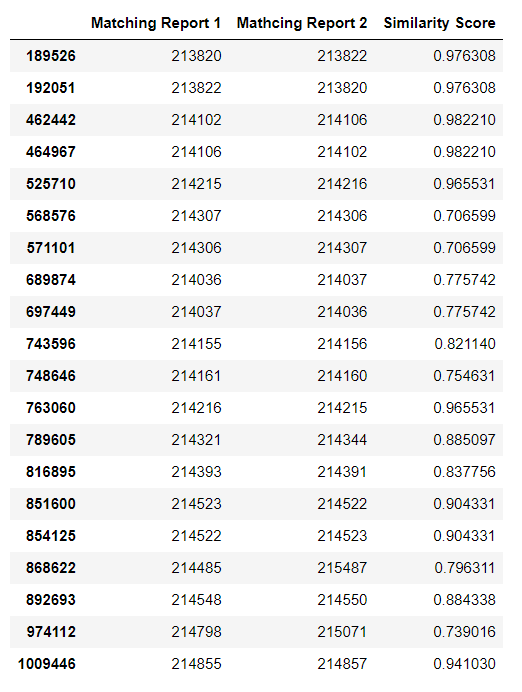 Matching Report 1 Mathcing Report 2 Similarity Score
189526 213820 213822 0.976308
192051 213822 213820 0.976308
462442 214102 214106 0.982210
464967 214106 214102 0.982210
525710 214215 214216 0.965531
568576 214307 214306 0.706599
571101 214306 214307 0.706599
689874 214036 214037 0.775742
697449 214037 214036 0.775742
743596 214155 214156 0.821140
748646 214161 214160 0.754631
763060 214216 214215 0.965531
789605 214321 214344 0.885097
816895 214393 214391 0.837756
851600 214523 214522 0.904331
854125 214522 214523 0.904331
868622 214485 215487 0.796311
892693 214548 214550 0.884338
974112 214798 215071 0.739016
1009446 214855 214857 0.941030